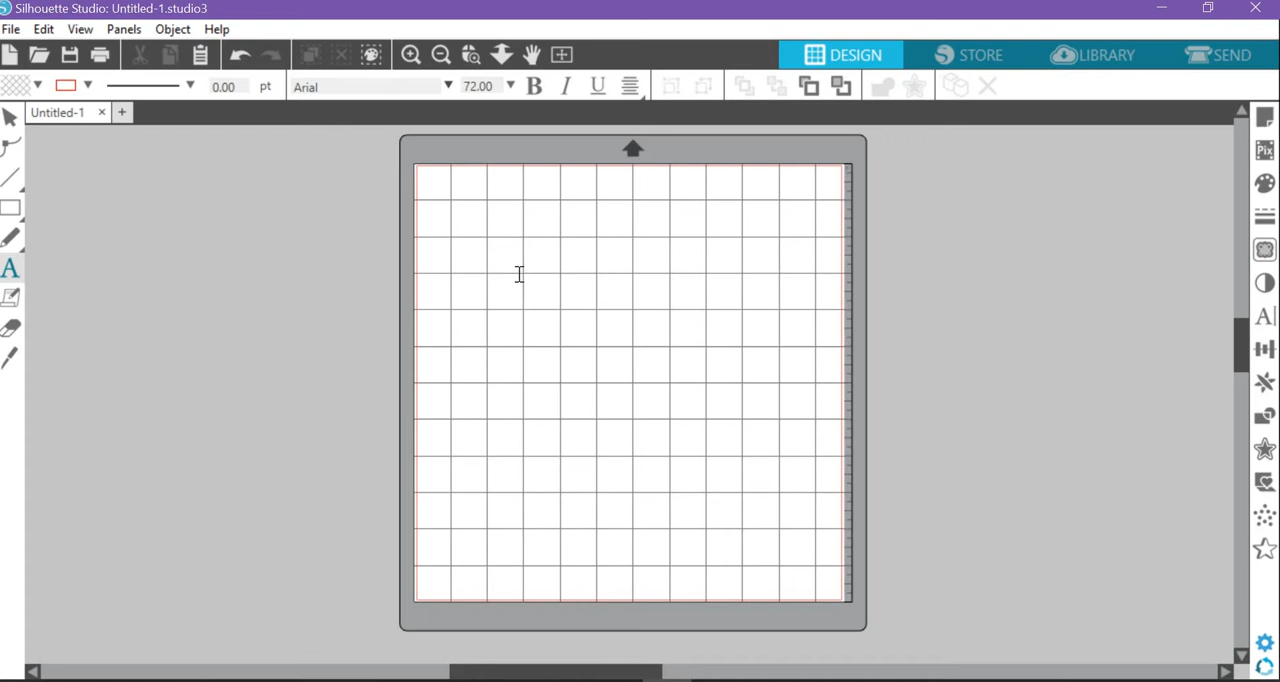 Silhouette Studio: Untitled-1.studio3
File Edit View Panels Object Help
DESIGN STORE LIBRARY SEND
0.00 pt Arial 72.00 B I U
Untitled-1
Pix
A
A